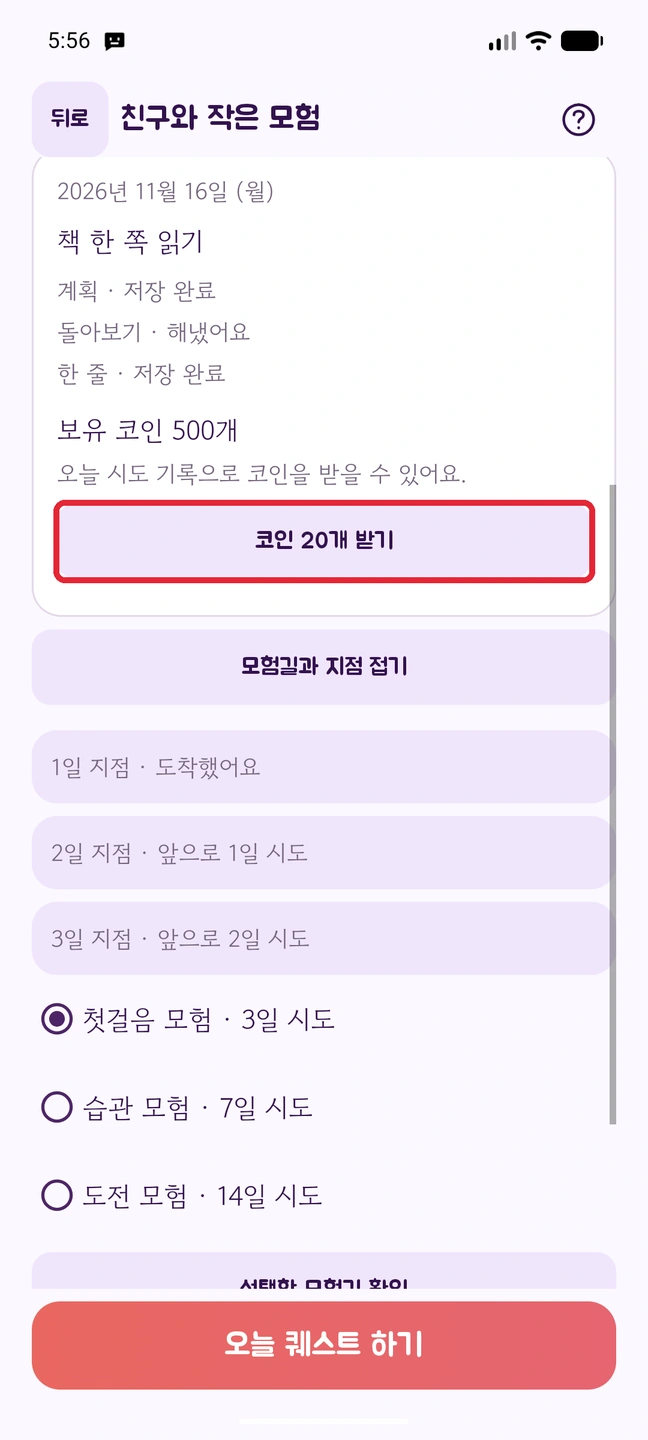 5:56
뒤로
친구와 작은 모험
2026년 11월 16일 (월)
책 한 쪽 읽기
계획 · 저장 완료
돌아보기 · 해냈어요
한 줄 · 저장 완료
보유 코인 500개
오늘 시도 기록으로 코인을 받을 수 있어요.
코인 20개 받기
모험길과 지점 접기
1일 지점 · 도착했어요
2일 지점 · 앞으로 1일 시도
3일 지점 · 앞으로 2일 시도
첫걸음 모험 · 3일 시도
습관 모험 · 7일 시도
도전 모험 · 14일 시도
오늘 퀘스트 하기